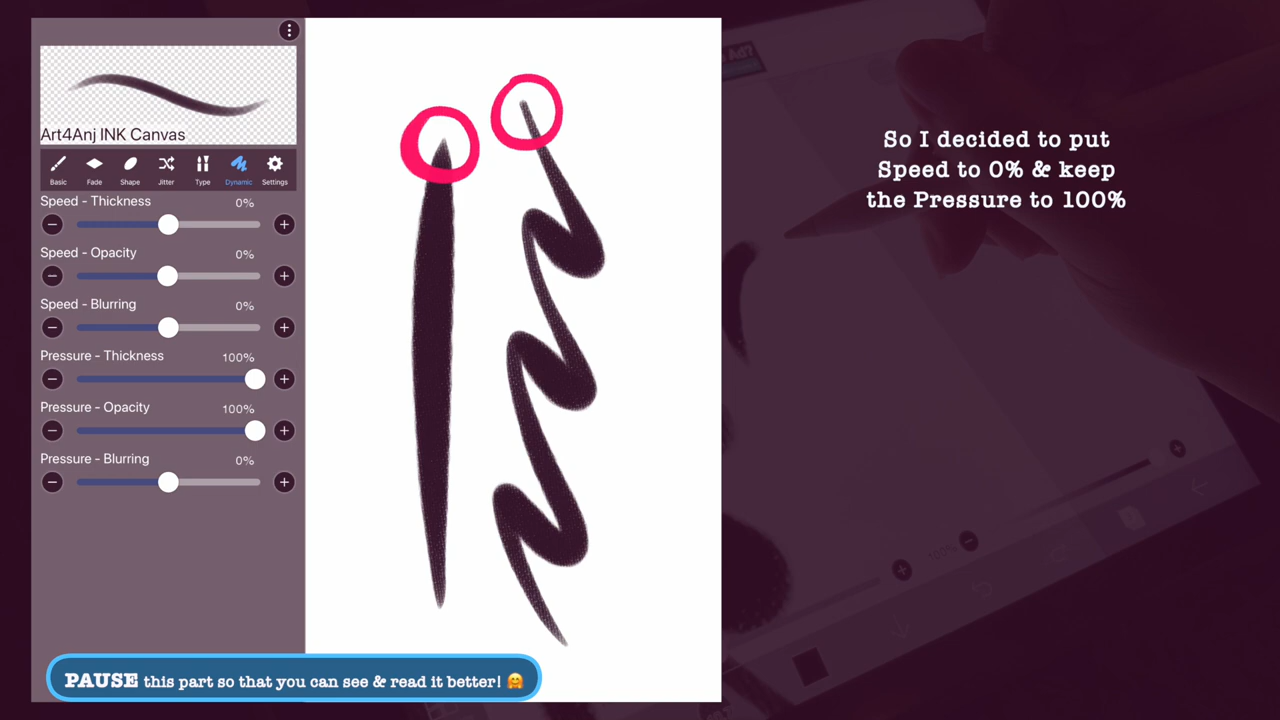 Art4Anj INK Canvas
Basic Fade Shape Jitter Type Dynamic Settings
Speed - Thickness 0%
Speed - Opacity 0%
Speed - Blurring 0%
Pressure - Thickness 100%
Pressure - Opacity 100%
Pressure - Blurring 0%
PAUSE this part so that you can see & read it better! 🤗
So I decided to put
Speed to 0% & keep
the Pressure to 100%
Ad?
100%